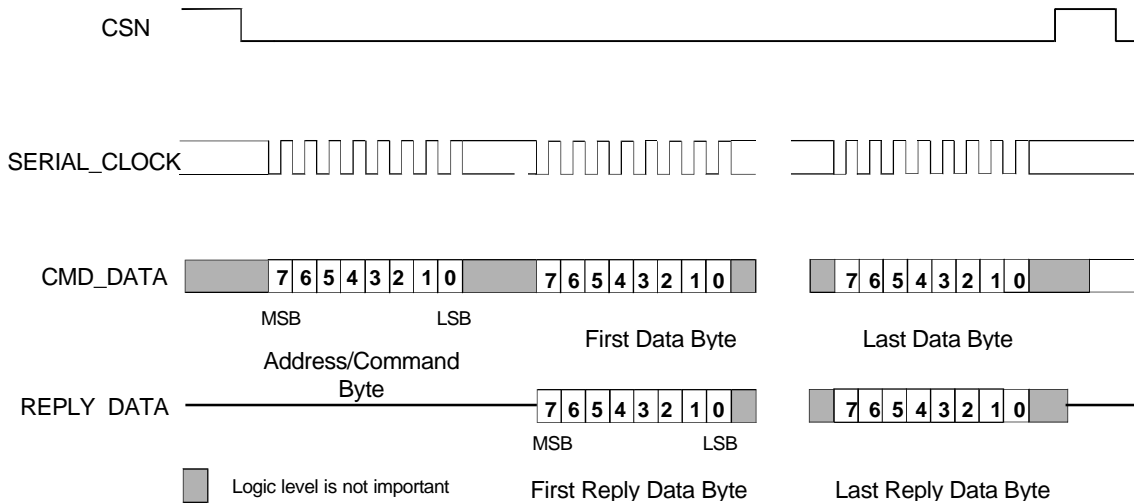 CSN
SERIAL_CLOCK
CMD_DATA
7 6 5 4 3 2 1 0
7 6 5 4 3 2 1 0
7 6 5 4 3 2 1 0
MSB
LSB
First Data Byte
Last Data Byte
Address/Command
Byte
REPLY DATA
7 6 5 4 3 2 1 0
7 6 5 4 3 2 1 0
MSB
LSB
Logic level is not important
First Reply Data Byte
Last Reply Data Byte